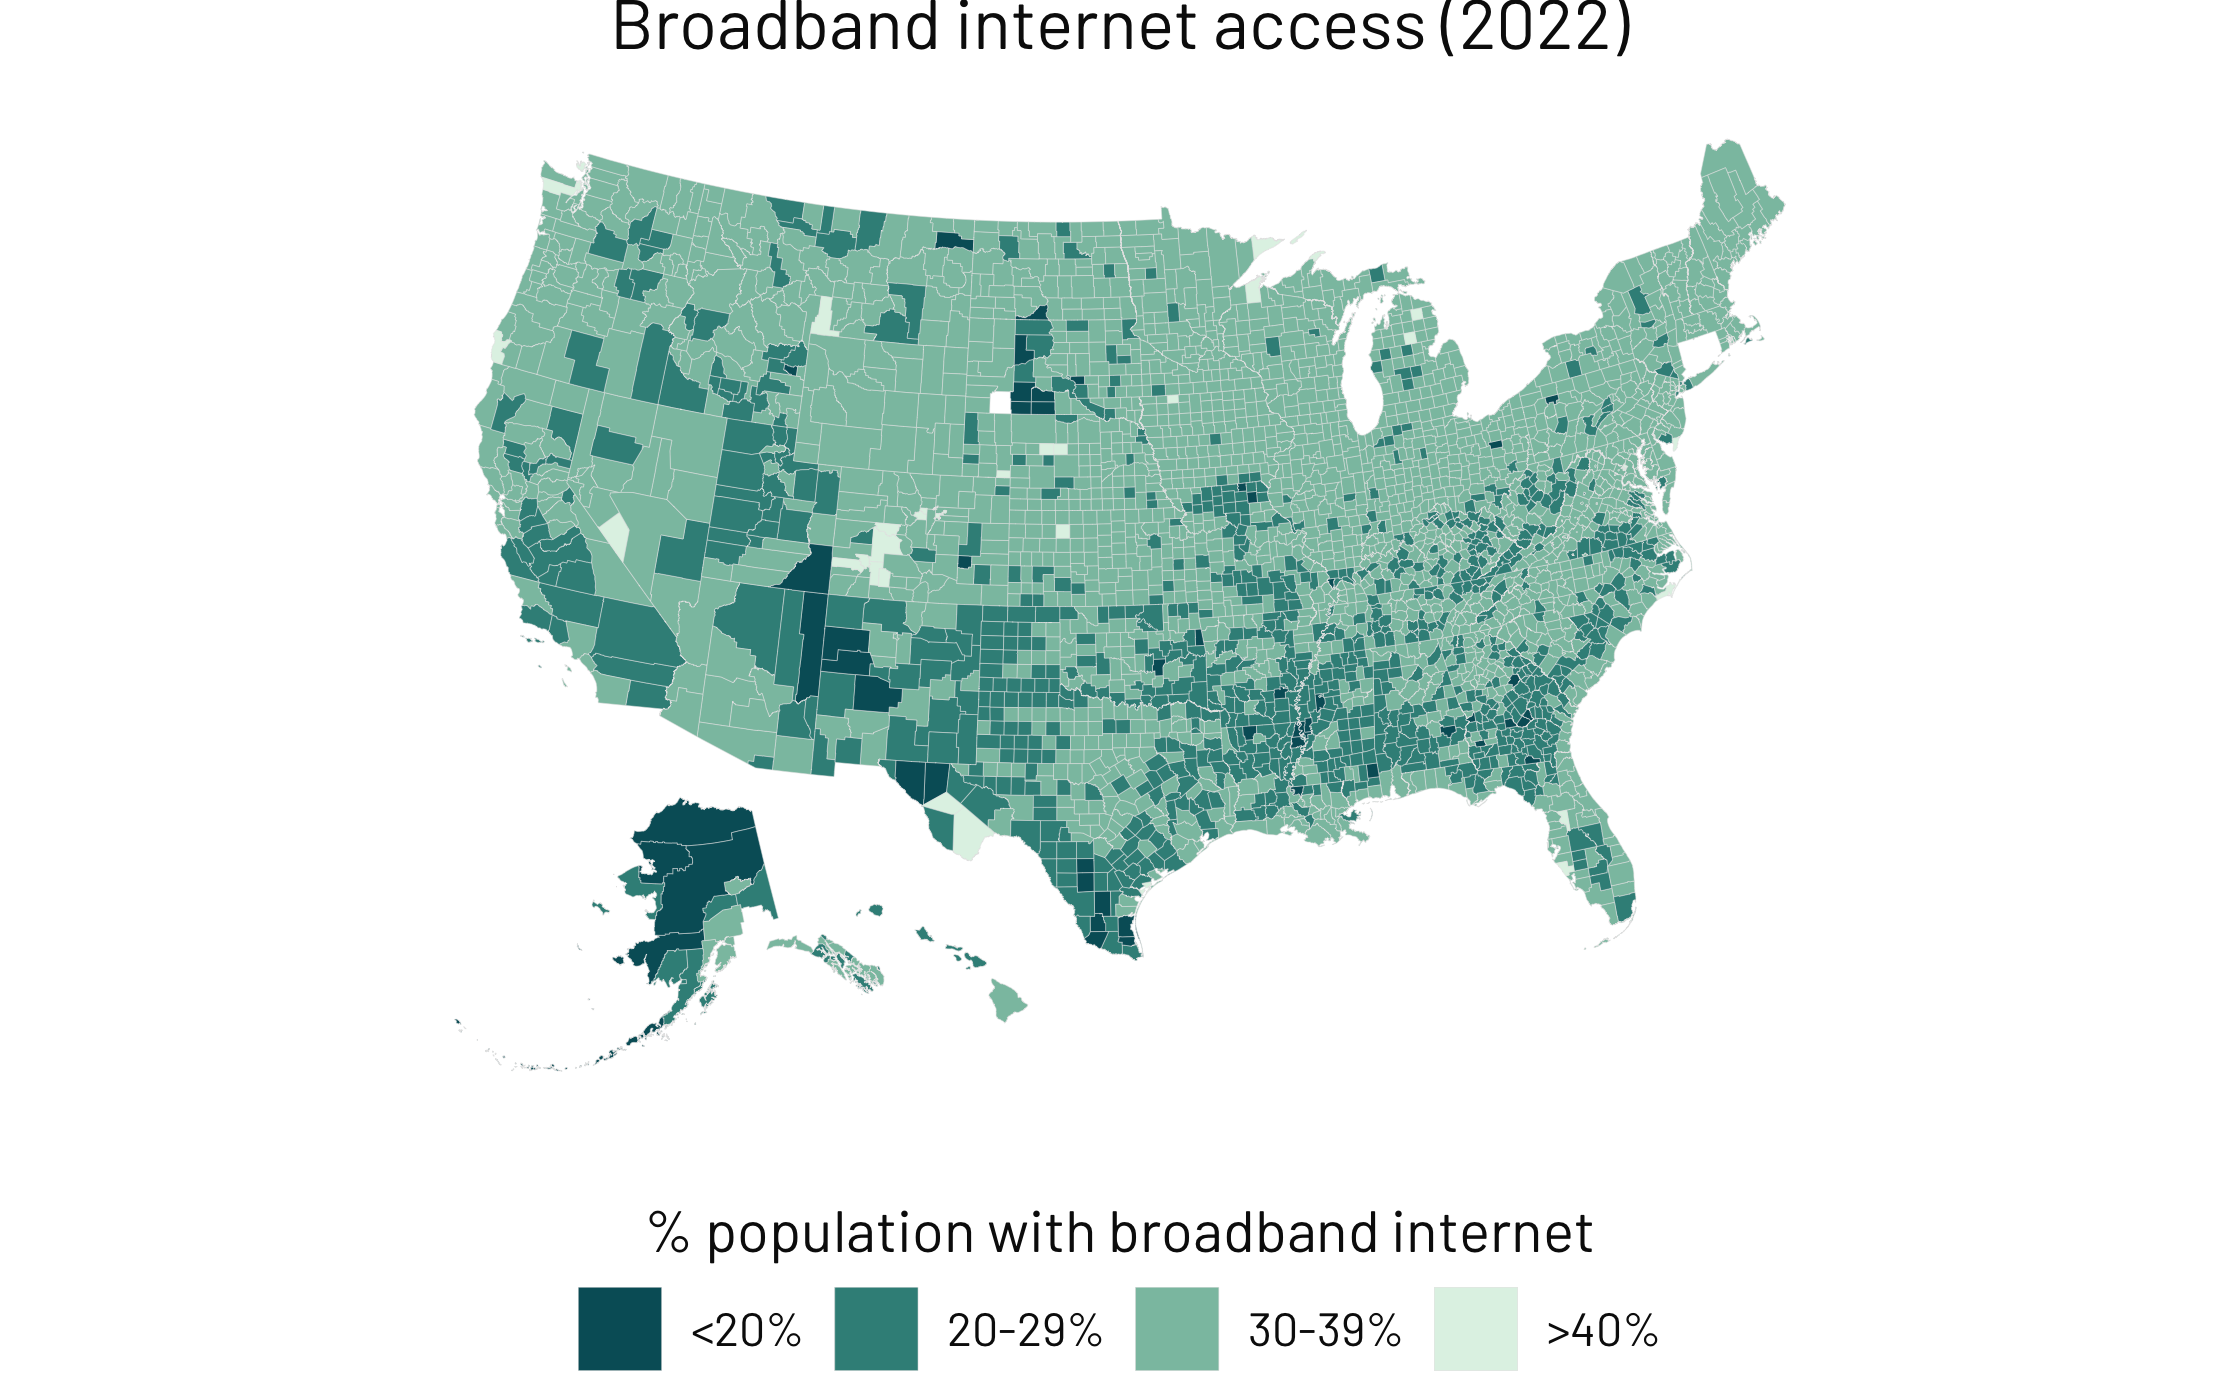 Broadband internet access (2022)
% population with broadband internet
<20% 20-29% 30-39% >40%